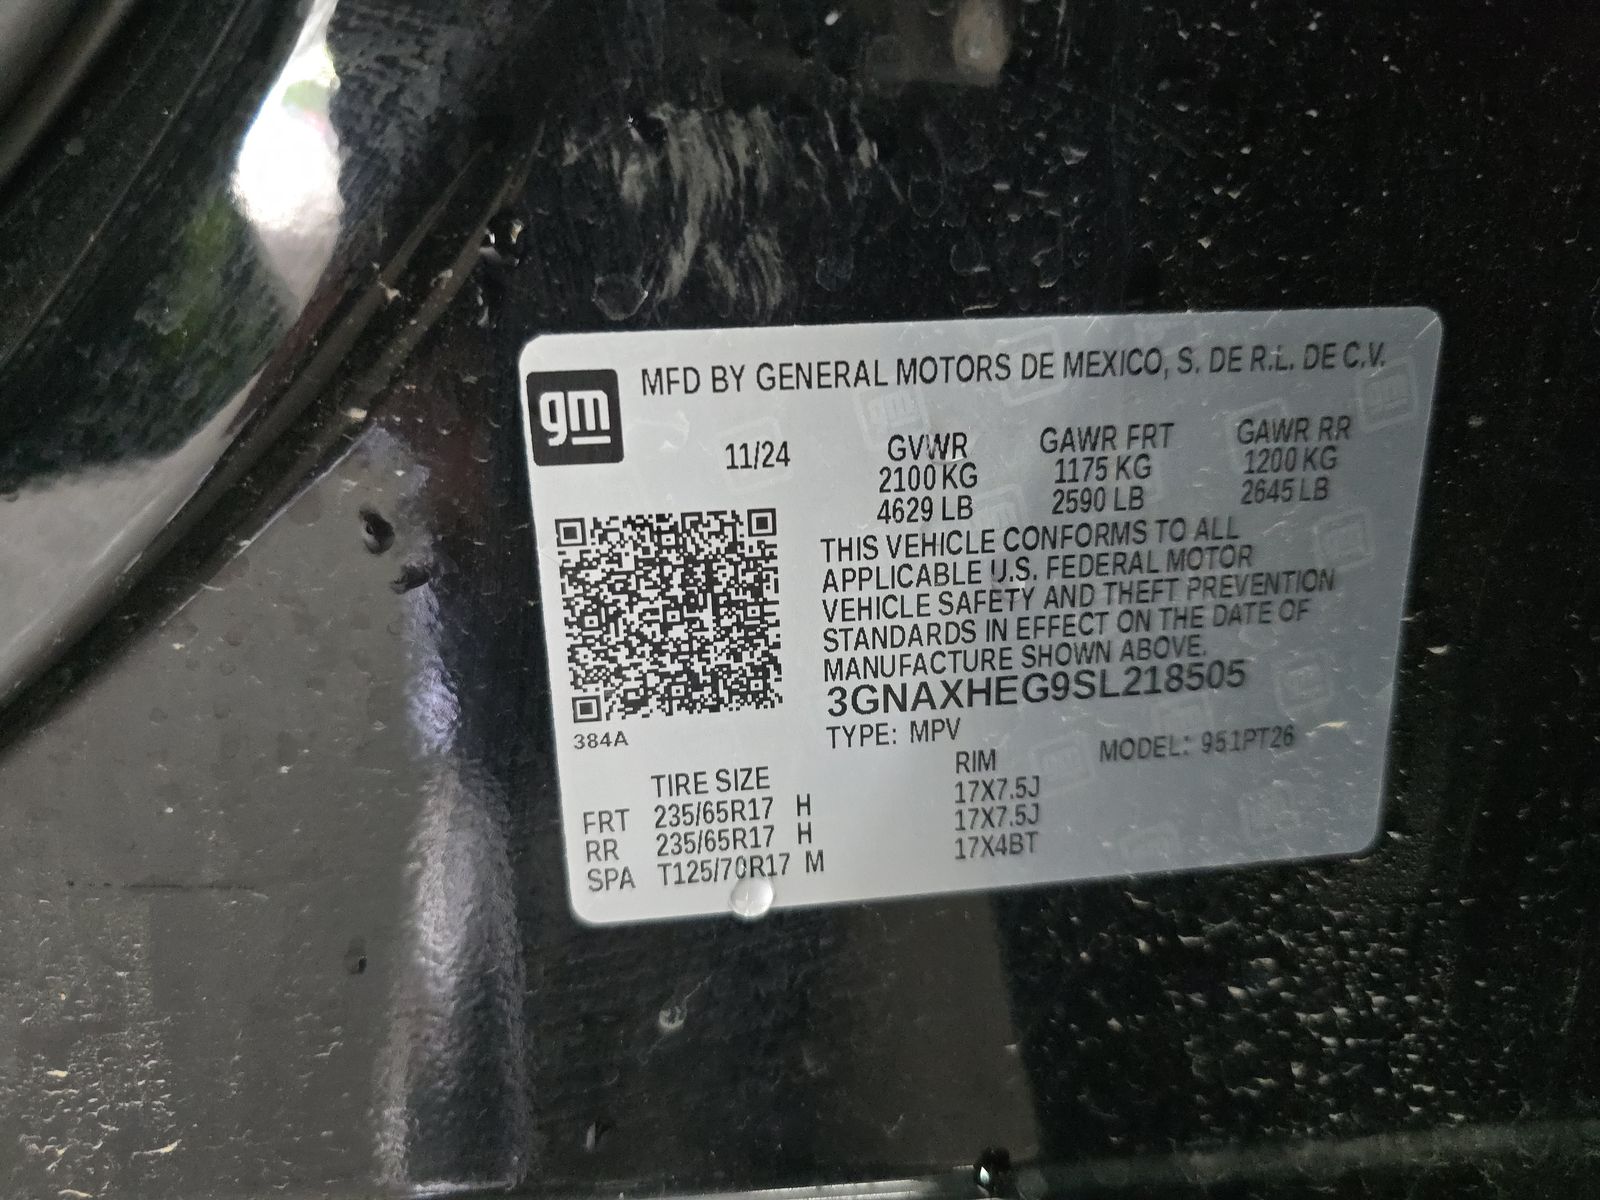 gm
MFD BY GENERAL MOTORS DE MEXICO, S. DE R.L. DE C.V.
11/24 GVWR GAWR FRT GAWR RR
2100 KG 1175 KG 1200 KG
4629 LB 2590 LB 2645 LB
THIS VEHICLE CONFORMS TO ALL
APPLICABLE U.S. FEDERAL MOTOR
VEHICLE SAFETY AND THEFT PREVENTION
STANDARDS IN EFFECT ON THE DATE OF
MANUFACTURE SHOWN ABOVE.
3GNAXHEG9SL218505
384A
TYPE: MPV MODEL: 951PT26
TIRE SIZE RIM
FRT 235/65R17 H 17X7.5J
RR 235/65R17 H 17X7.5J
SPA T125/70R17 M 17X4BT